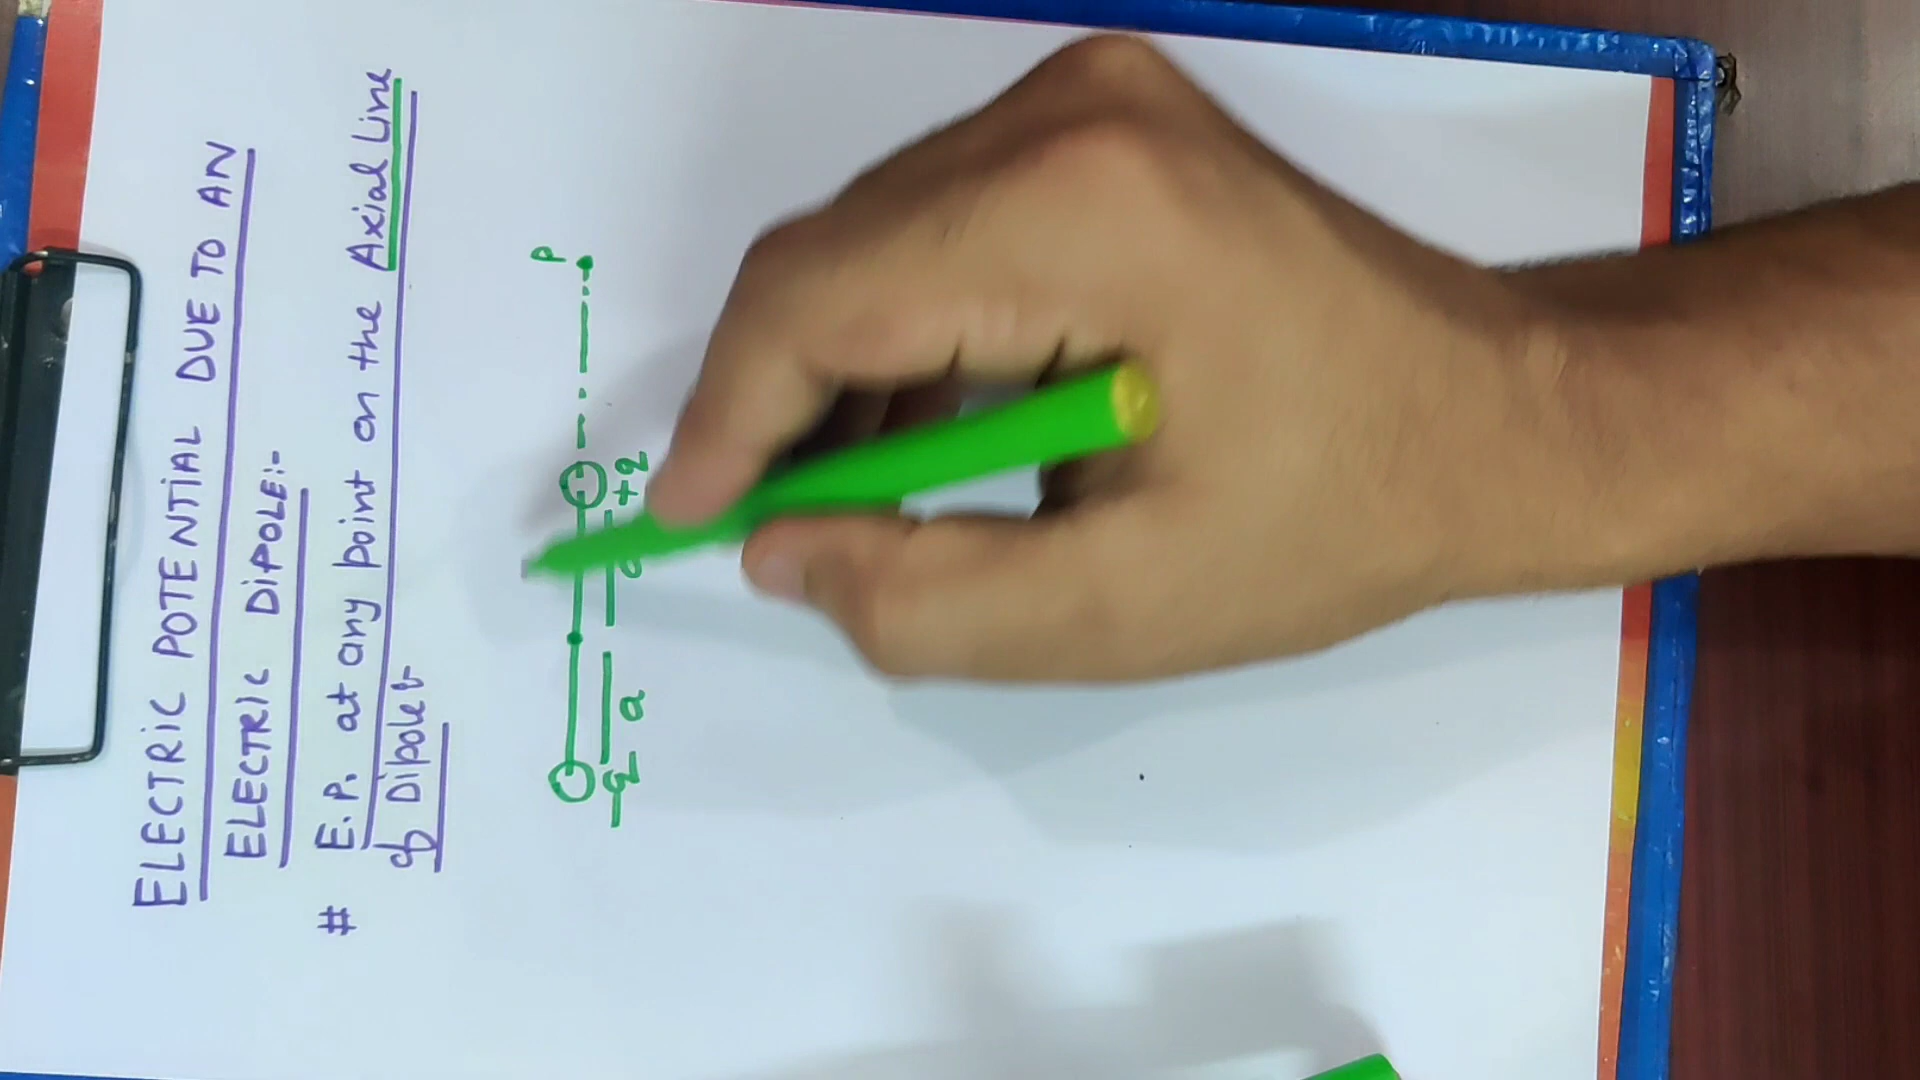 ELECTRIC POTENTIAL DUE TO AN
ELECTRIC DIPOLE:-
# E.P. at any point on the Axial Line
of Dipole:-
P
-q a a +q